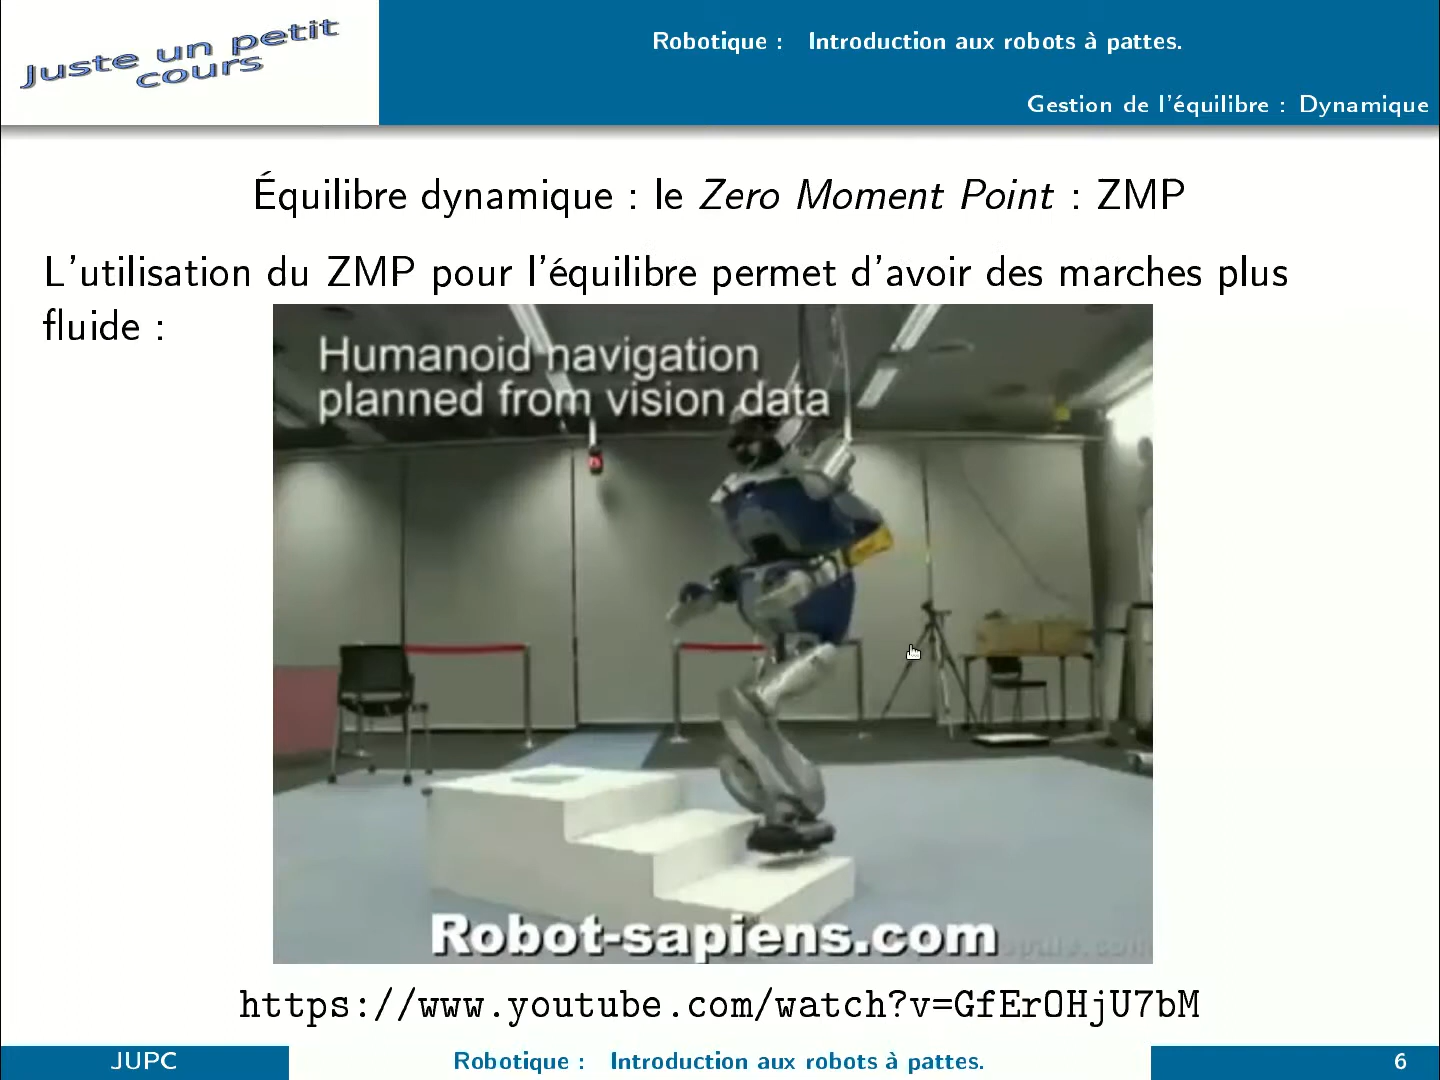 Juste un petit
cours
Robotique : Introduction aux robots à pattes.
Gestion de l'équilibre : Dynamique
Équilibre dynamique : le Zero Moment Point : ZMP
L'utilisation du ZMP pour l'équilibre permet d'avoir des marches plus
fluide :
Humanoid navigation
planned from vision data
Robot-sapiens.com
https://www.youtube.com/watch?v=GfErOHjU7bM
JUPC
Robotique : Introduction aux robots à pattes.
6